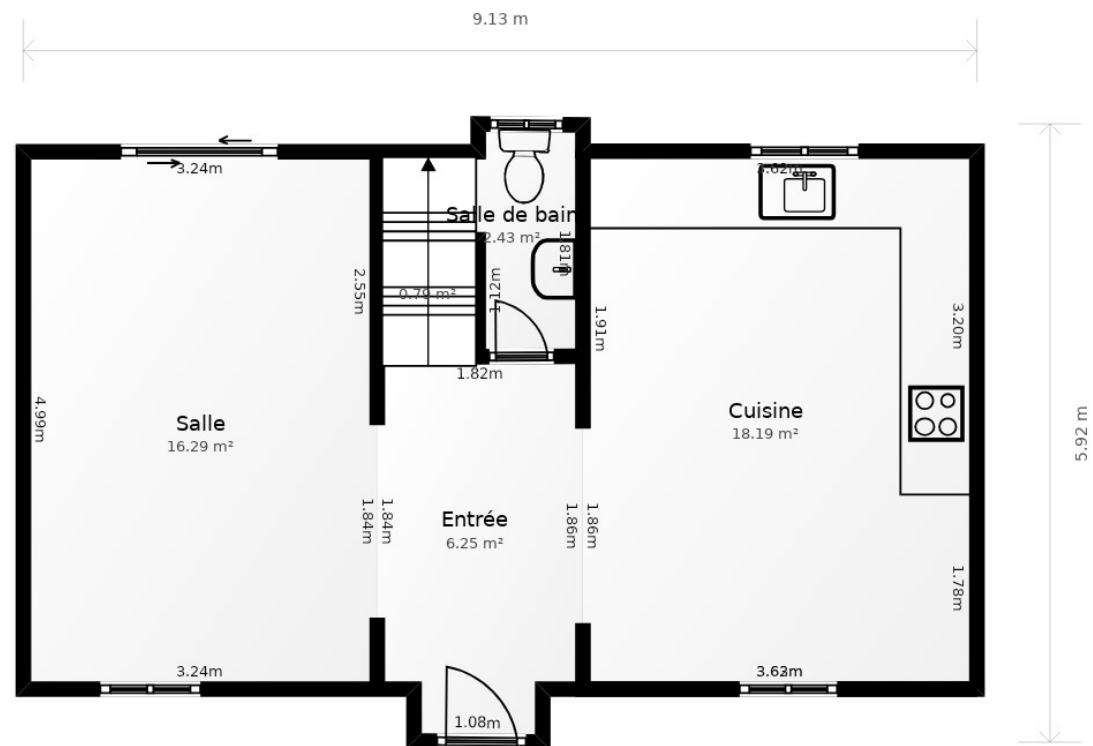 9.13 m
3.24m
3.62m
Salle de bain
2.43 m²
1.81m
2.55m
0.79 m²
1.12m
1.91m
3.20m
1.82m
4.99m
Salle
16.29 m²
Cuisine
18.19 m²
5.92 m
1.84m
1.84m
Entrée
6.25 m²
1.86m
1.86m
1.78m
3.24m
1.08m